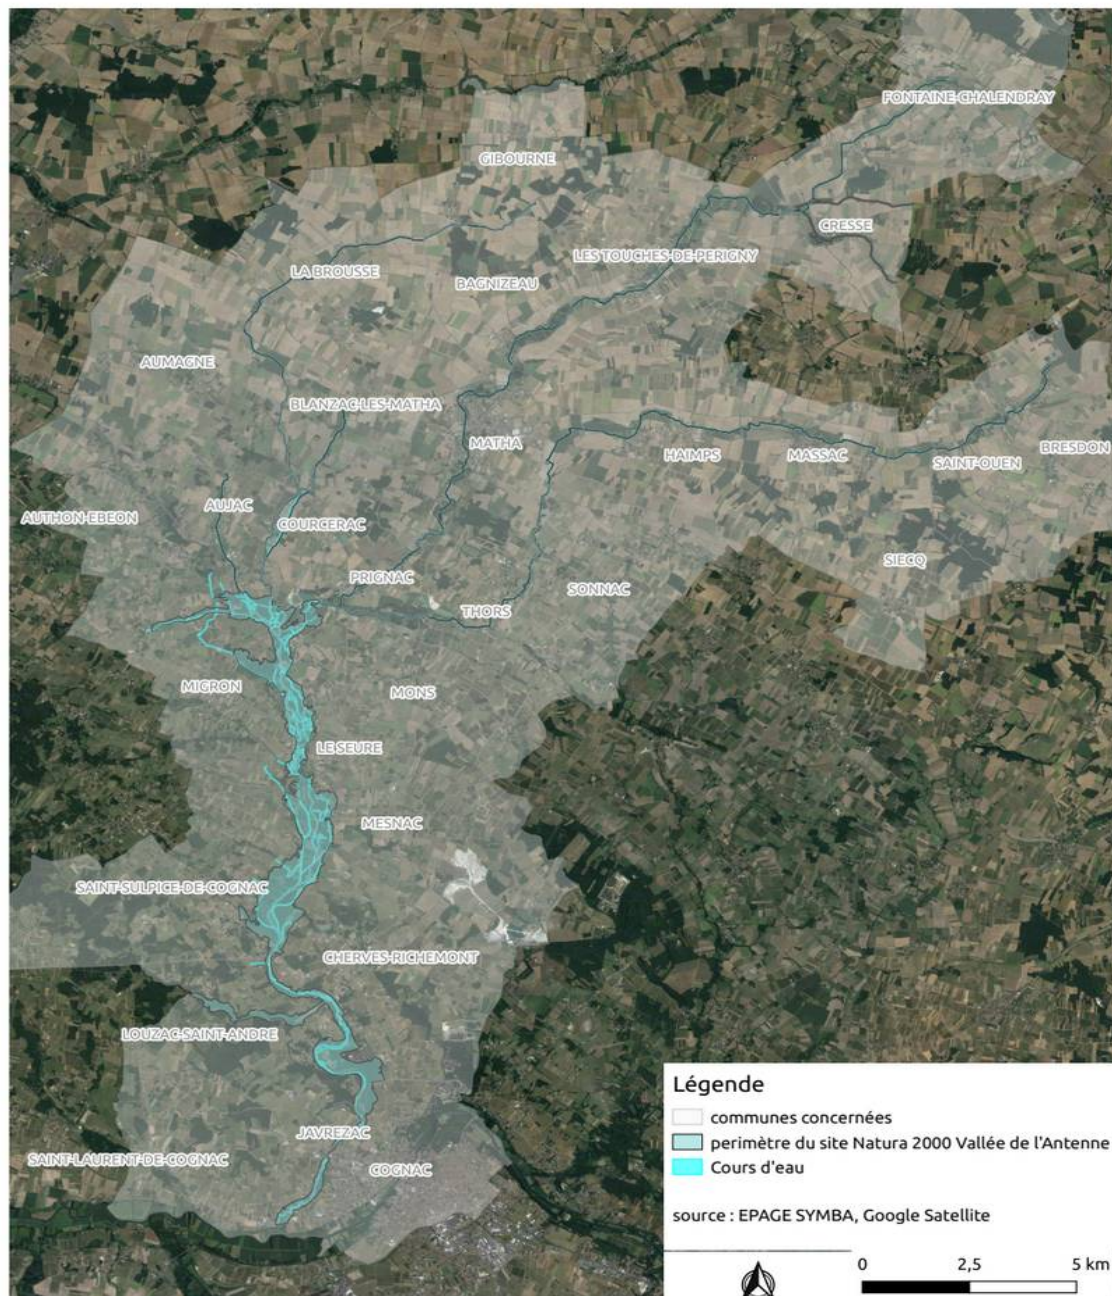 FONTAINE-CHALENDRAY
GIBOURNE
CRESSE
LES TOUCHES-DE-PERIGNY
LA BROUSSE
BAGNIZEAU
AUMAGNE
BLANZAC-LES-MATHA
MATHA
HAIMPS
MASSAC
SAINT-OUEN
BRESDON
AUJAC
AUTHON-EBEON
COURCERAC
PRIGNAC
SIECQ
SONNAC
THORS
MIGRON
MONS
LE SEURE
MESNAC
SAINT-SULPICE-DE-COGNAC
CHERVES-RICHEMONT
LOUZAC-SAINT-ANDRE
JAVREZAC
SAINT-LAURENT-DE-COGNAC
COGNAC
Légende
communes concernées
perimètre du site Natura 2000 Vallée de l'Antenne
Cours d'eau
source : EPAGE SYMBA, Google Satellite
0 2,5 5 km